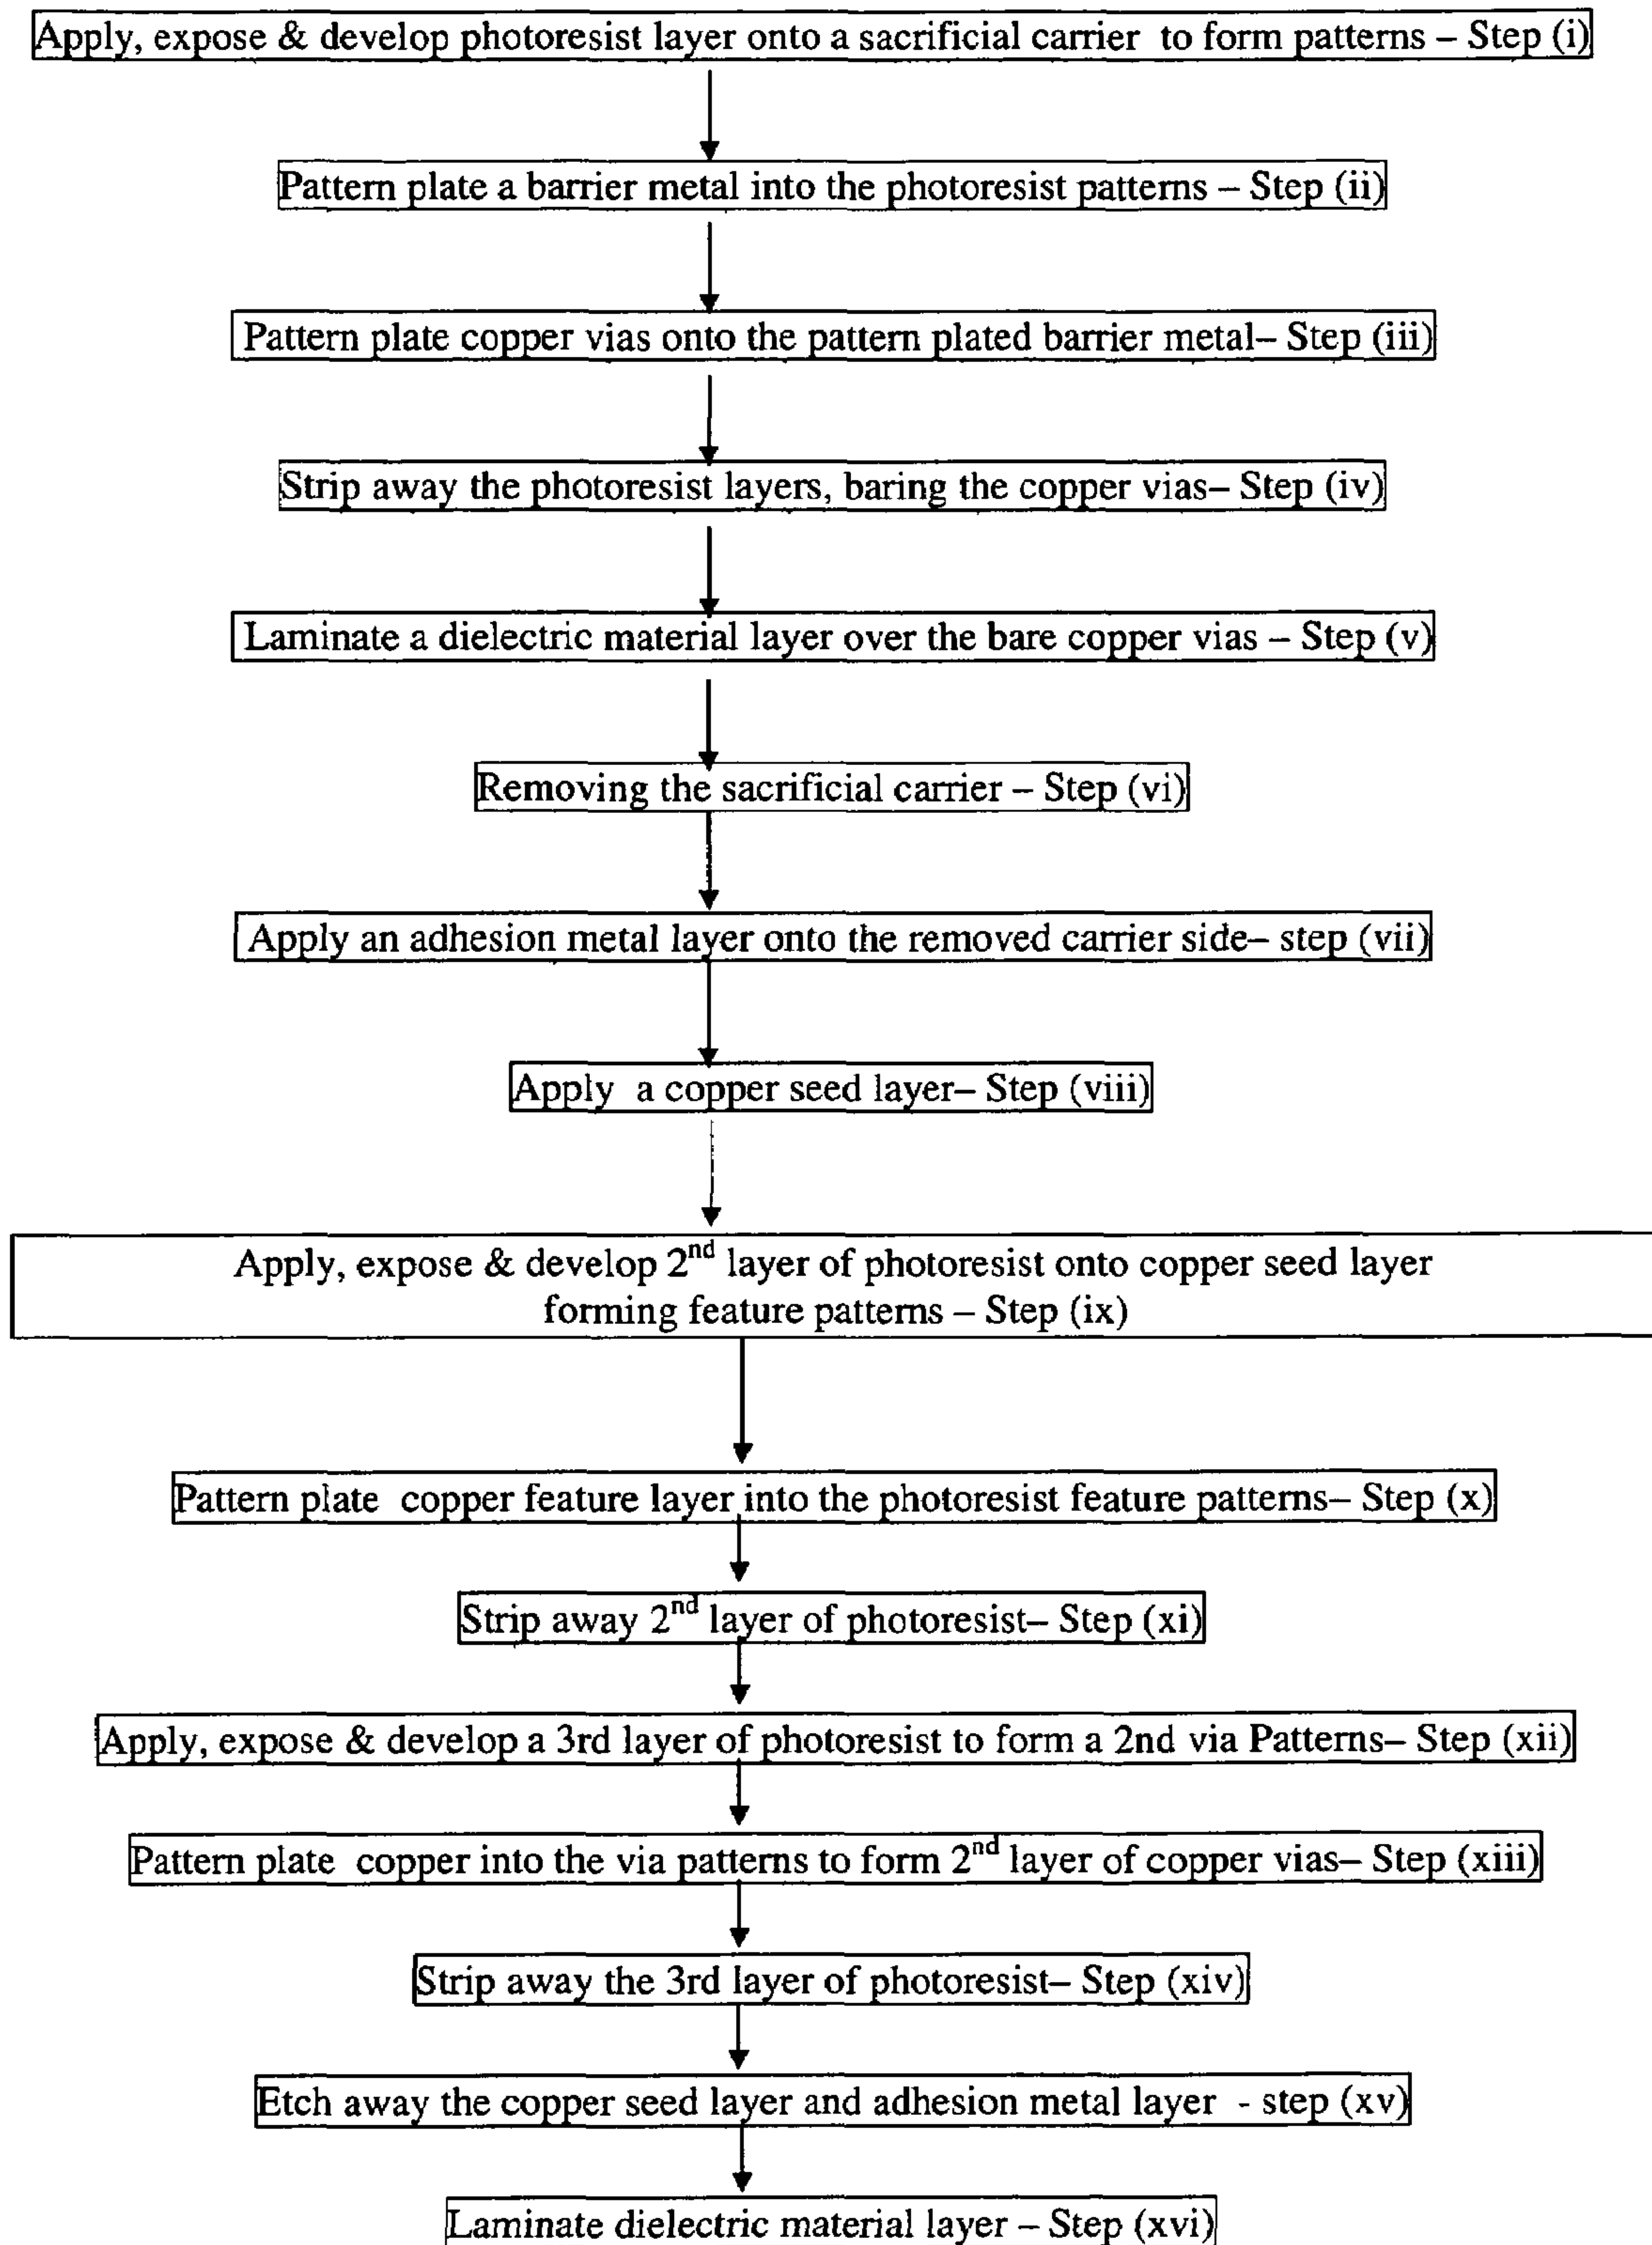 Apply, expose & develop photoresist layer onto a sacrificial carrier to form patterns – Step (i)
Pattern plate a barrier metal into the photoresist patterns – Step (ii)
Pattern plate copper vias onto the pattern plated barrier metal– Step (iii)
Strip away the photoresist layers, baring the copper vias– Step (iv)
Laminate a dielectric material layer over the bare copper vias – Step (v)
Removing the sacrificial carrier – Step (vi)
Apply an adhesion metal layer onto the removed carrier side– step (vii)
Apply a copper seed layer– Step (viii)
Apply, expose & develop 2nd layer of photoresist onto copper seed layer
forming feature patterns – Step (ix)
Pattern plate copper feature layer into the photoresist feature patterns– Step (x)
Strip away 2nd layer of photoresist– Step (xi)
Apply, expose & develop a 3rd layer of photoresist to form a 2nd via Patterns– Step (xii)
Pattern plate copper into the via patterns to form 2nd layer of copper vias– Step (xiii)
Strip away the 3rd layer of photoresist– Step (xiv)
Etch away the copper seed layer and adhesion metal layer - step (xv)
Laminate dielectric material layer – Step (xvi)